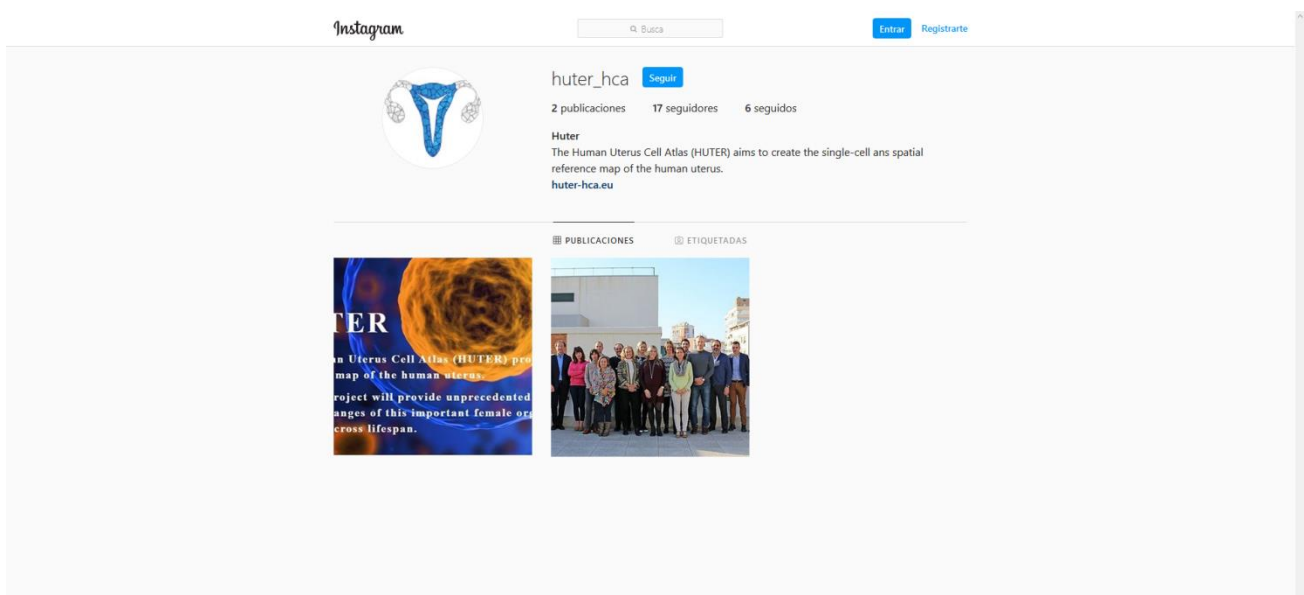 Instagram
Busca
Entrar
Registrarte
huter_hca
Seguir
2 publicaciones 17 seguidores 6 seguidos
Huter
The Human Uterus Cell Atlas (HUTER) aims to create the single-cell ans spatial
reference map of the human uterus.
huter-hca.eu
PUBLICACIONES
ETIQUETADAS
TER
n Uterus Cell Atlas (HUTER) pro
map of the human uterus.
roject will provide unprecedented
anges of this important female or
cross lifespan.